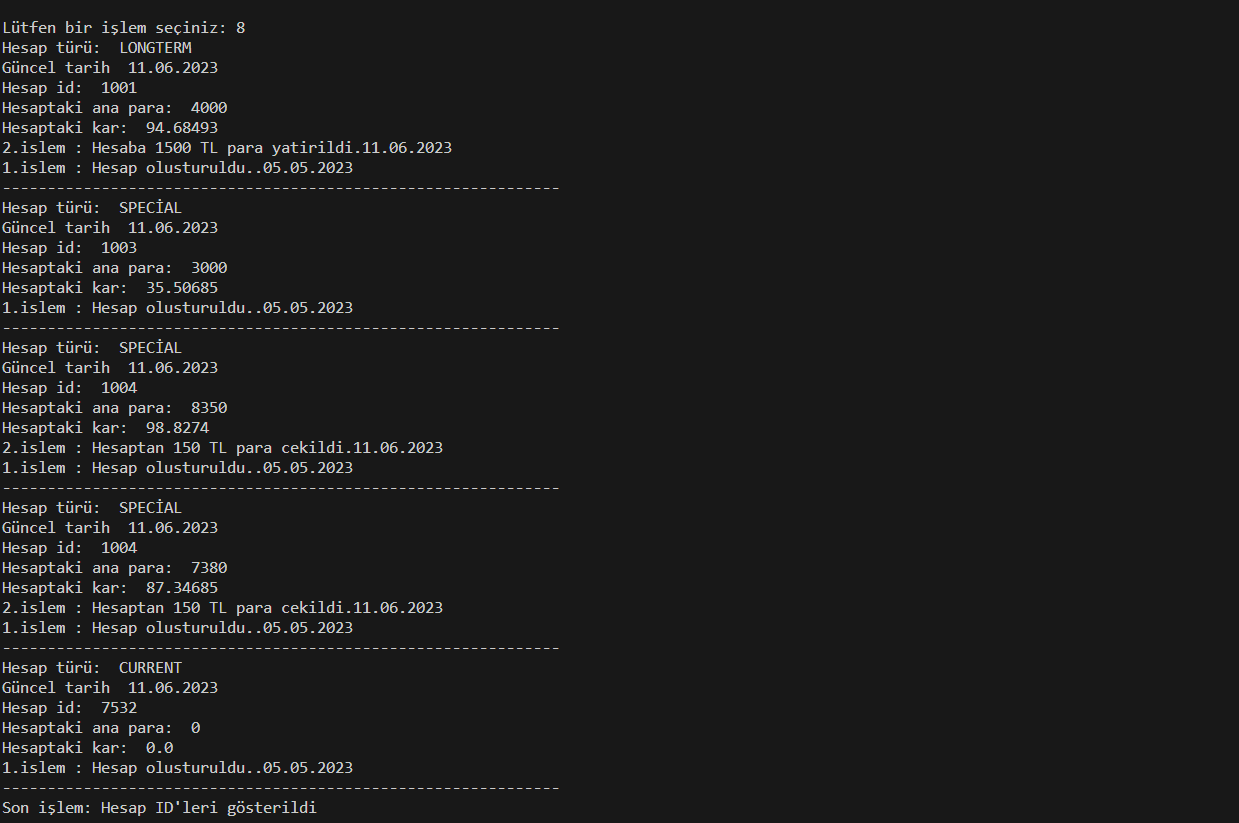 Lütfen bir işlem seçiniz: 8
Hesap türü:  LONGTERM
Güncel tarih  11.06.2023
Hesap id:  1001
Hesaptaki ana para:  4000
Hesaptaki kar:  94.68493
2.islem : Hesaba 1500 TL para yatirildi.11.06.2023
1.islem : Hesap olusturuldu..05.05.2023
--------------------------------------------------------------
Hesap türü:  SPECİAL
Güncel tarih  11.06.2023
Hesap id:  1003
Hesaptaki ana para:  3000
Hesaptaki kar:  35.50685
1.islem : Hesap olusturuldu..05.05.2023
--------------------------------------------------------------
Hesap türü:  SPECİAL
Güncel tarih  11.06.2023
Hesap id:  1004
Hesaptaki ana para:  8350
Hesaptaki kar:  98.8274
2.islem : Hesaptan 150 TL para cekildi.11.06.2023
1.islem : Hesap olusturuldu..05.05.2023
--------------------------------------------------------------
Hesap türü:  SPECİAL
Güncel tarih  11.06.2023
Hesap id:  1004
Hesaptaki ana para:  7380
Hesaptaki kar:  87.34685
2.islem : Hesaptan 150 TL para cekildi.11.06.2023
1.islem : Hesap olusturuldu..05.05.2023
--------------------------------------------------------------
Hesap türü:  CURRENT
Güncel tarih  11.06.2023
Hesap id:  7532
Hesaptaki ana para:  0
Hesaptaki kar:  0.0
1.islem : Hesap olusturuldu..05.05.2023
--------------------------------------------------------------
Son işlem: Hesap ID'leri gösterildi